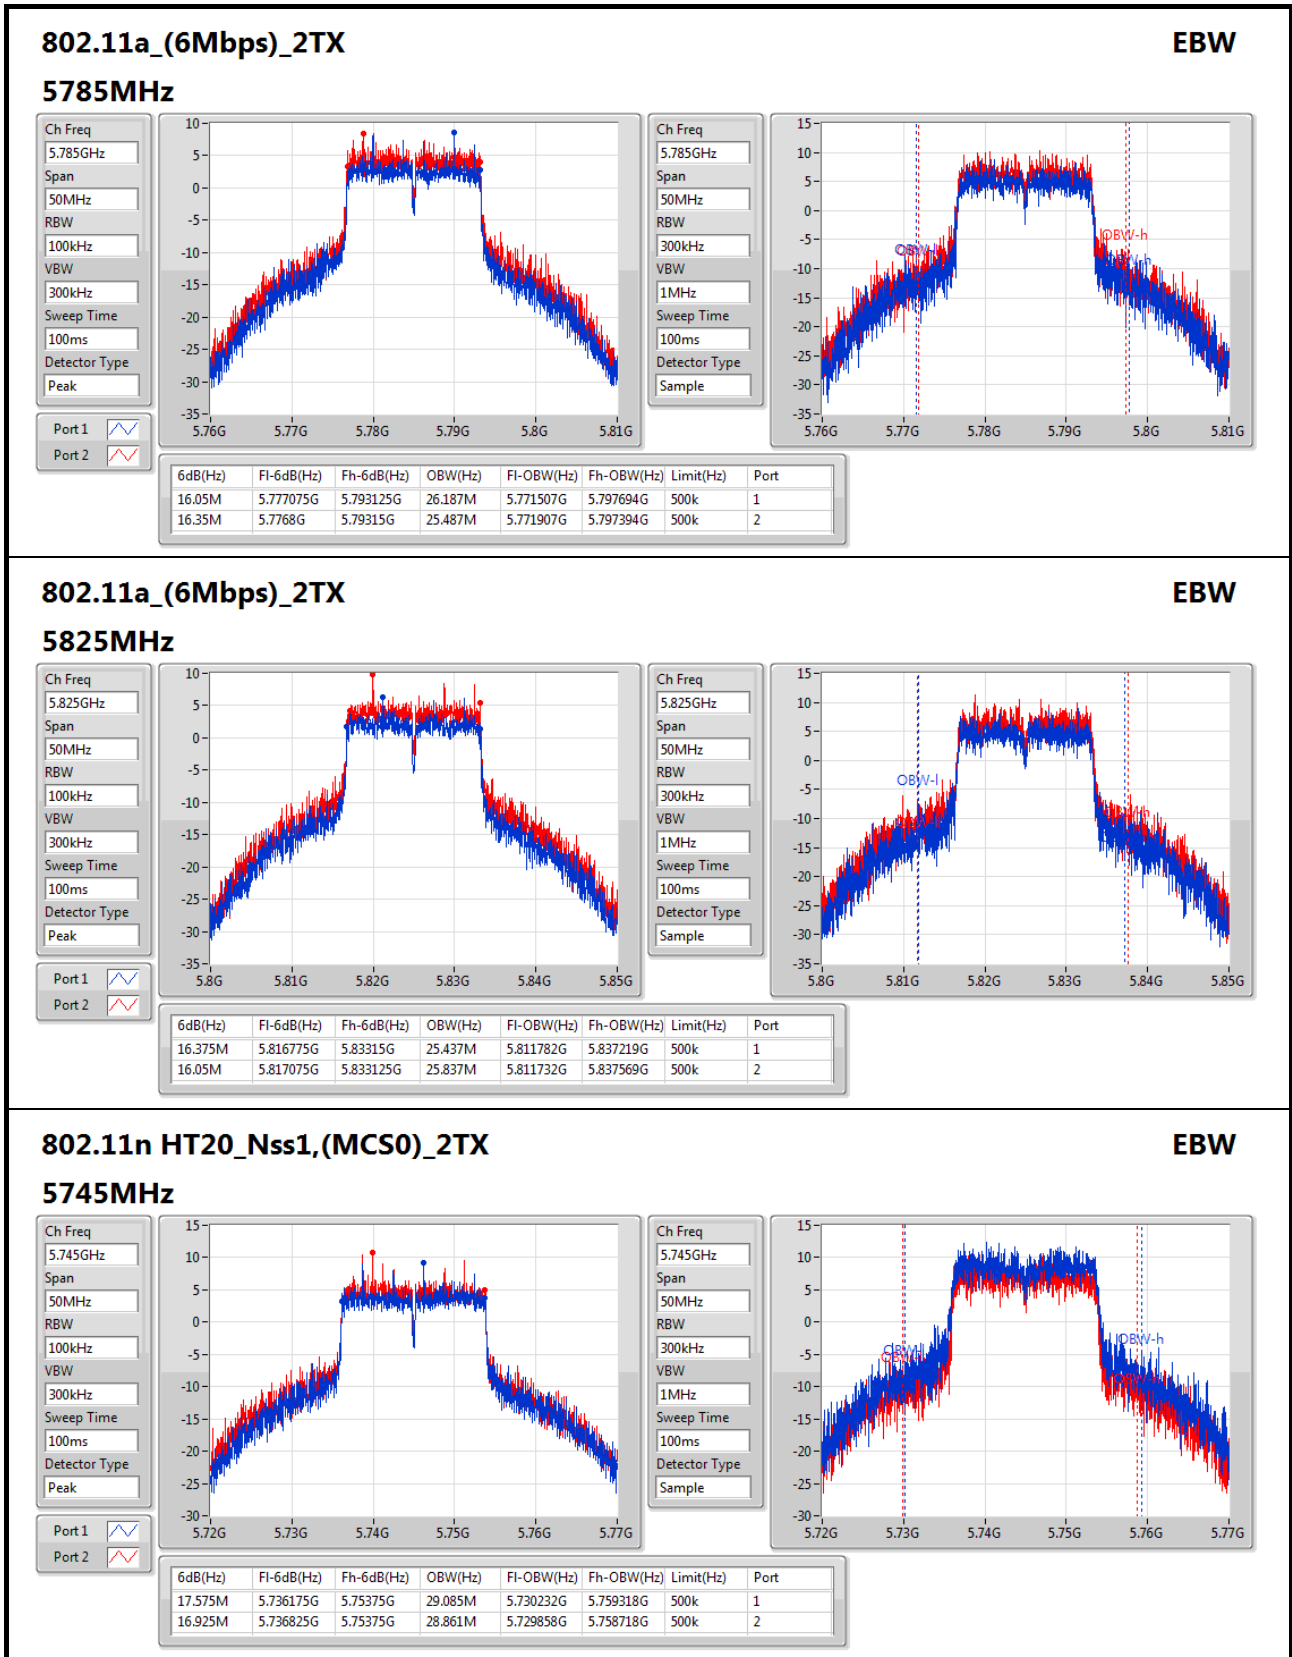 802.11a_(6Mbps)_2TX EBW
5785MHz
Ch Freq
5.785GHz
Span
50MHz
RBW
100kHz
VBW
300kHz
Sweep Time
100ms
Detector Type
Peak
Port 1
Port 2
10
5
0
-5
-10
-15
-20
-25
-30
-35
5.76G 5.77G 5.78G 5.79G 5.8G 5.81G
Ch Freq
5.785GHz
Span
50MHz
RBW
300kHz
VBW
1MHz
Sweep Time
100ms
Detector Type
Sample
15
10
5
0
-5
-10
-15
-20
-25
-30
-35
OBW-h
5.76G 5.77G 5.78G 5.79G 5.8G 5.81G
6dB(Hz) Fl-6dB(Hz) Fh-6dB(Hz) OBW(Hz) Fl-OBW(Hz) Fh-OBW(Hz) Limit(Hz) Port
16.05M 5.777075G 5.793125G 26.187M 5.771507G 5.797694G 500k 1
16.35M 5.7768G 5.79315G 25.487M 5.771907G 5.797394G 500k 2
802.11a_(6Mbps)_2TX EBW
5825MHz
Ch Freq
5.825GHz
Span
50MHz
RBW
100kHz
VBW
300kHz
Sweep Time
100ms
Detector Type
Peak
Port 1
Port 2
10
5
0
-5
-10
-15
-20
-25
-30
-35
5.8G 5.81G 5.82G 5.83G 5.84G 5.85G
Ch Freq
5.825GHz
Span
50MHz
RBW
300kHz
VBW
1MHz
Sweep Time
100ms
Detector Type
Sample
15
10
5
0
-5
-10
-15
-20
-25
-30
-35
OBW-l
5.8G 5.81G 5.82G 5.83G 5.84G 5.85G
6dB(Hz) Fl-6dB(Hz) Fh-6dB(Hz) OBW(Hz) Fl-OBW(Hz) Fh-OBW(Hz) Limit(Hz) Port
16.375M 5.816775G 5.83315G 25.437M 5.811782G 5.837219G 500k 1
16.05M 5.817075G 5.833125G 25.837M 5.811732G 5.837569G 500k 2
802.11n HT20_Nss1,(MCS0)_2TX EBW
5745MHz
Ch Freq
5.745GHz
Span
50MHz
RBW
100kHz
VBW
300kHz
Sweep Time
100ms
Detector Type
Peak
Port 1
Port 2
15
10
5
0
-5
-10
-15
-20
-25
-30
5.72G 5.73G 5.74G 5.75G 5.76G 5.77G
Ch Freq
5.745GHz
Span
50MHz
RBW
300kHz
VBW
1MHz
Sweep Time
100ms
Detector Type
Sample
15
10
5
0
-5
-10
-15
-20
-25
-30
OBW-h
5.72G 5.73G 5.74G 5.75G 5.76G 5.77G
6dB(Hz) Fl-6dB(Hz) Fh-6dB(Hz) OBW(Hz) Fl-OBW(Hz) Fh-OBW(Hz) Limit(Hz) Port
17.575M 5.736175G 5.75375G 29.085M 5.730232G 5.759318G 500k 1
16.925M 5.736825G 5.75375G 28.861M 5.729858G 5.758718G 500k 2